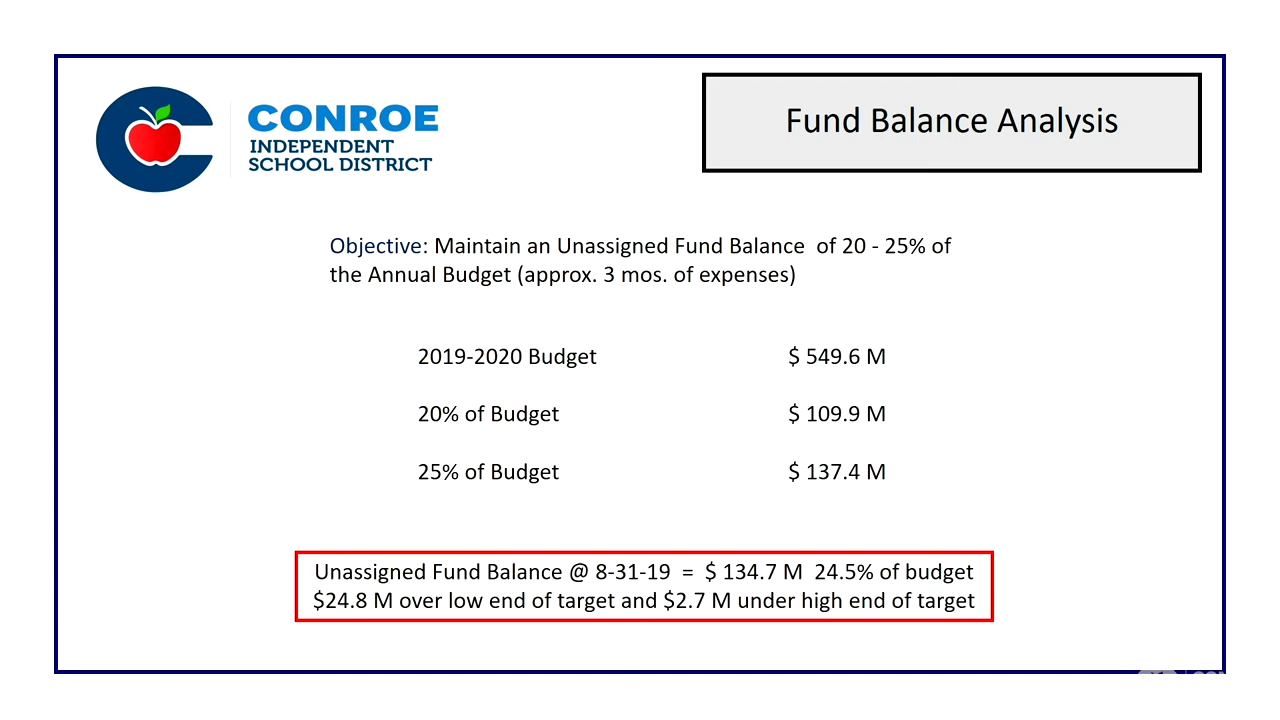 CONROE
INDEPENDENT
SCHOOL DISTRICT
Fund Balance Analysis
Objective: Maintain an Unassigned Fund Balance of 20 - 25% of
the Annual Budget (approx. 3 mos. of expenses)
2019-2020 Budget $ 549.6 M
20% of Budget $ 109.9 M
25% of Budget $ 137.4 M
Unassigned Fund Balance @ 8-31-19 = $ 134.7 M 24.5% of budget
$24.8 M over low end of target and $2.7 M under high end of target